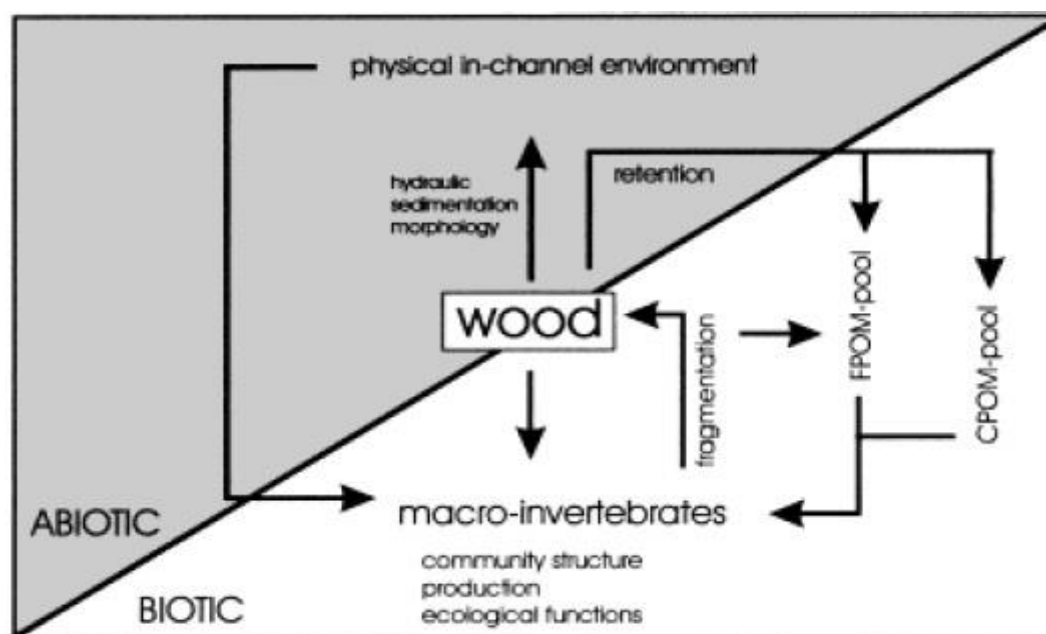 physical in-channel environment
hydraulic
sedimentation
morphology
retention
wood
fragmentation
FPOM-pool
CPOM-pool
macro-invertebrates
community structure
production
ecological functions
ABIOTIC
BIOTIC